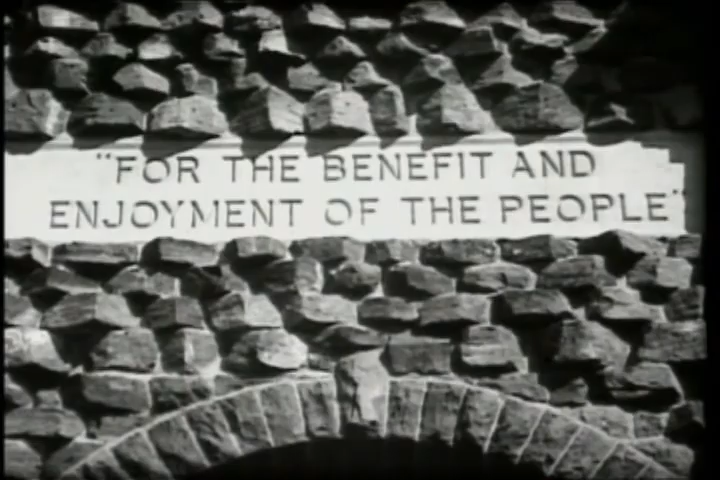 "FOR THE BENEFIT AND
ENJOYMENT OF THE PEOPLE"